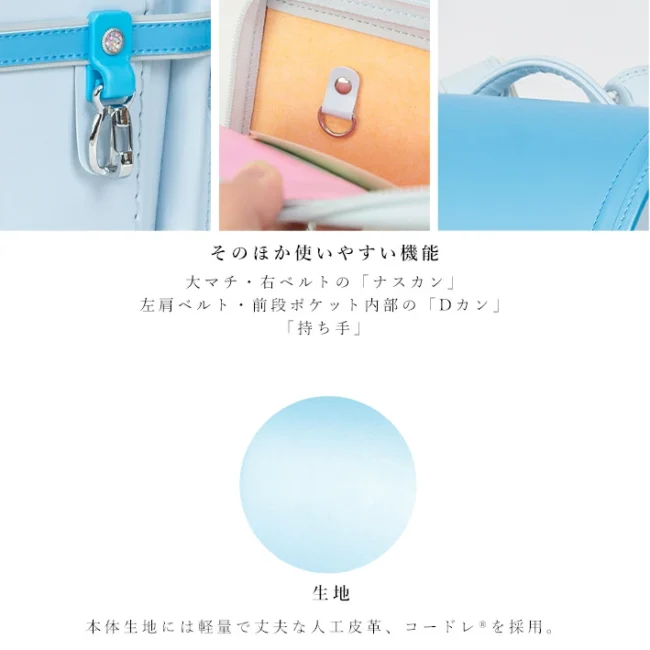 そのほか使いやすい機能
大マチ・右ベルトの「ナスカン」
左肩ベルト・前段ポケット内部の「Dカン」
「持ち手」
生地
本体生地には軽量で丈夫な人工皮革、コードレ®を採用。